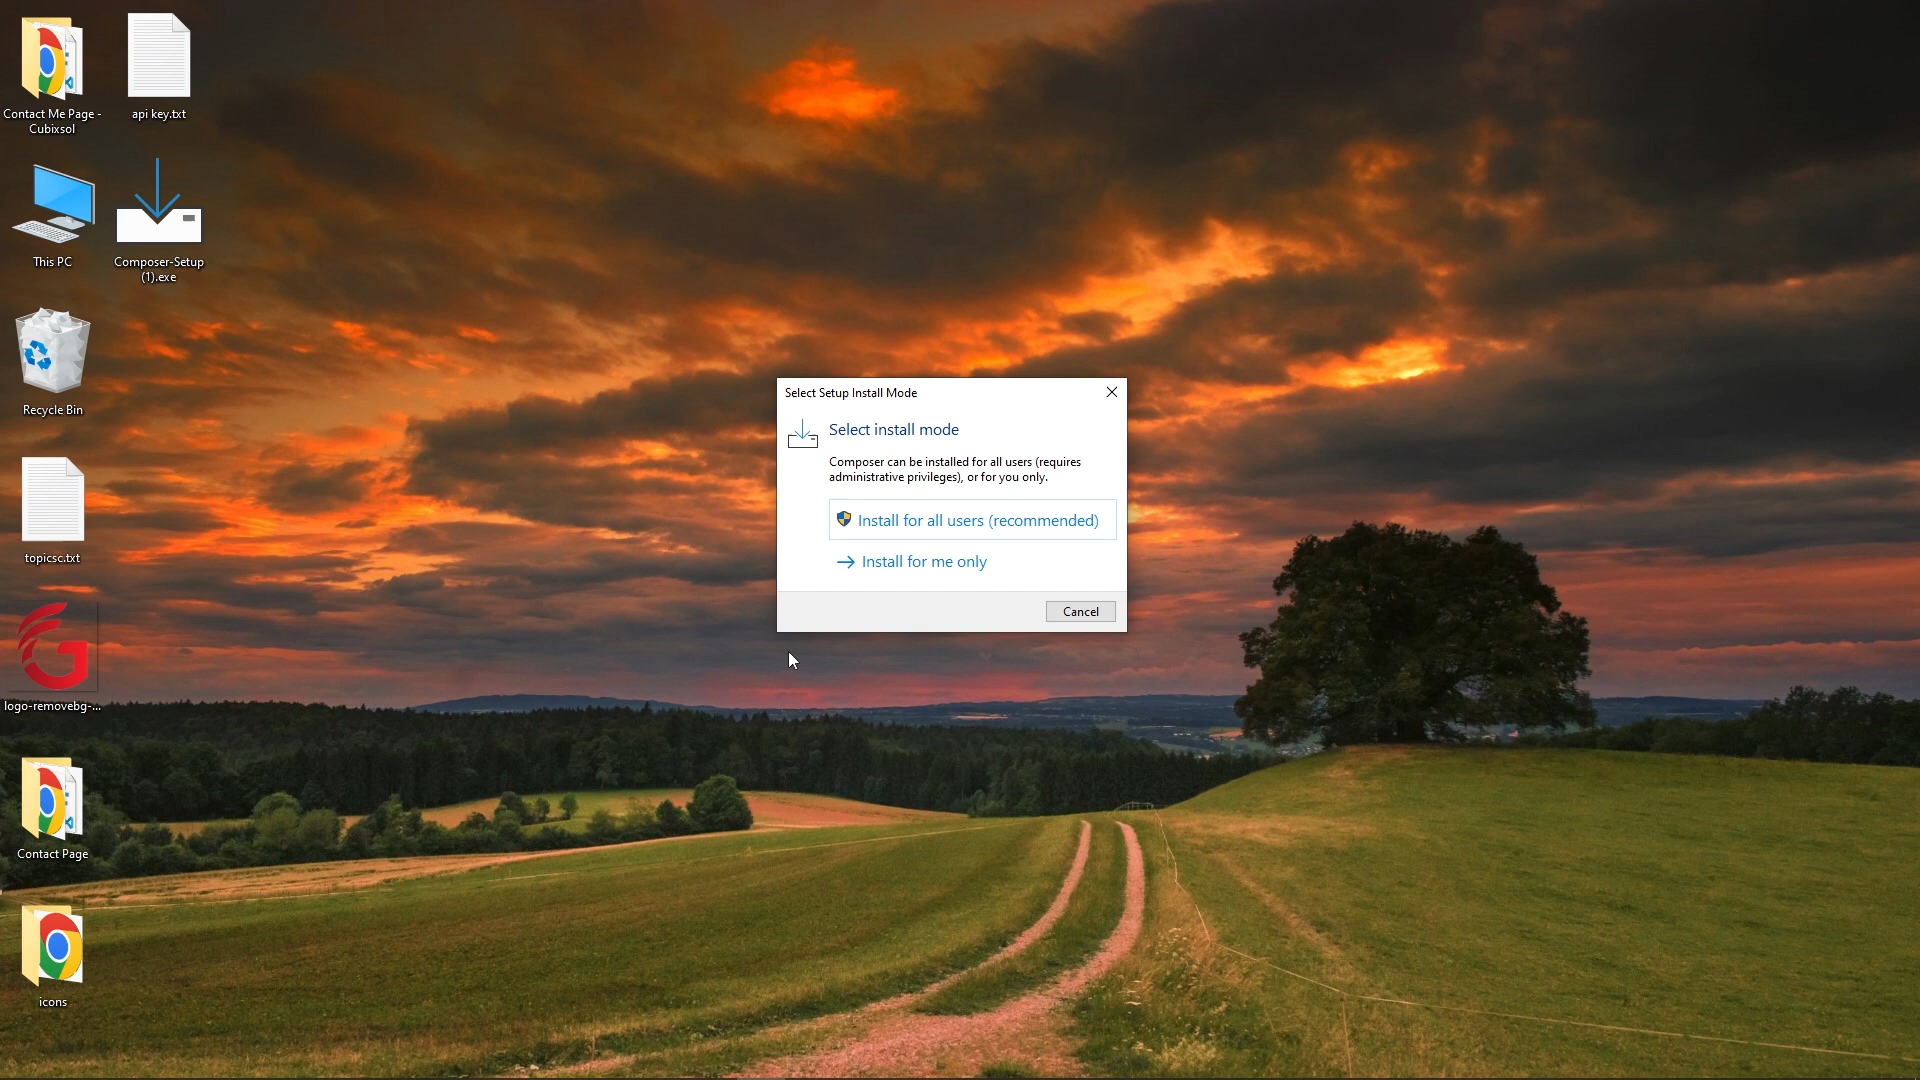 Contact Me Page -
Cubixsol
api key.txt
This PC
Composer-Setup
(1).exe
Recycle Bin
topicsc.txt
logo-removebg-...
Contact Page
icons
Select Setup Install Mode
Select install mode
Composer can be installed for all users (requires
administrative privileges), or for you only.
Install for all users (recommended)
Install for me only
Cancel